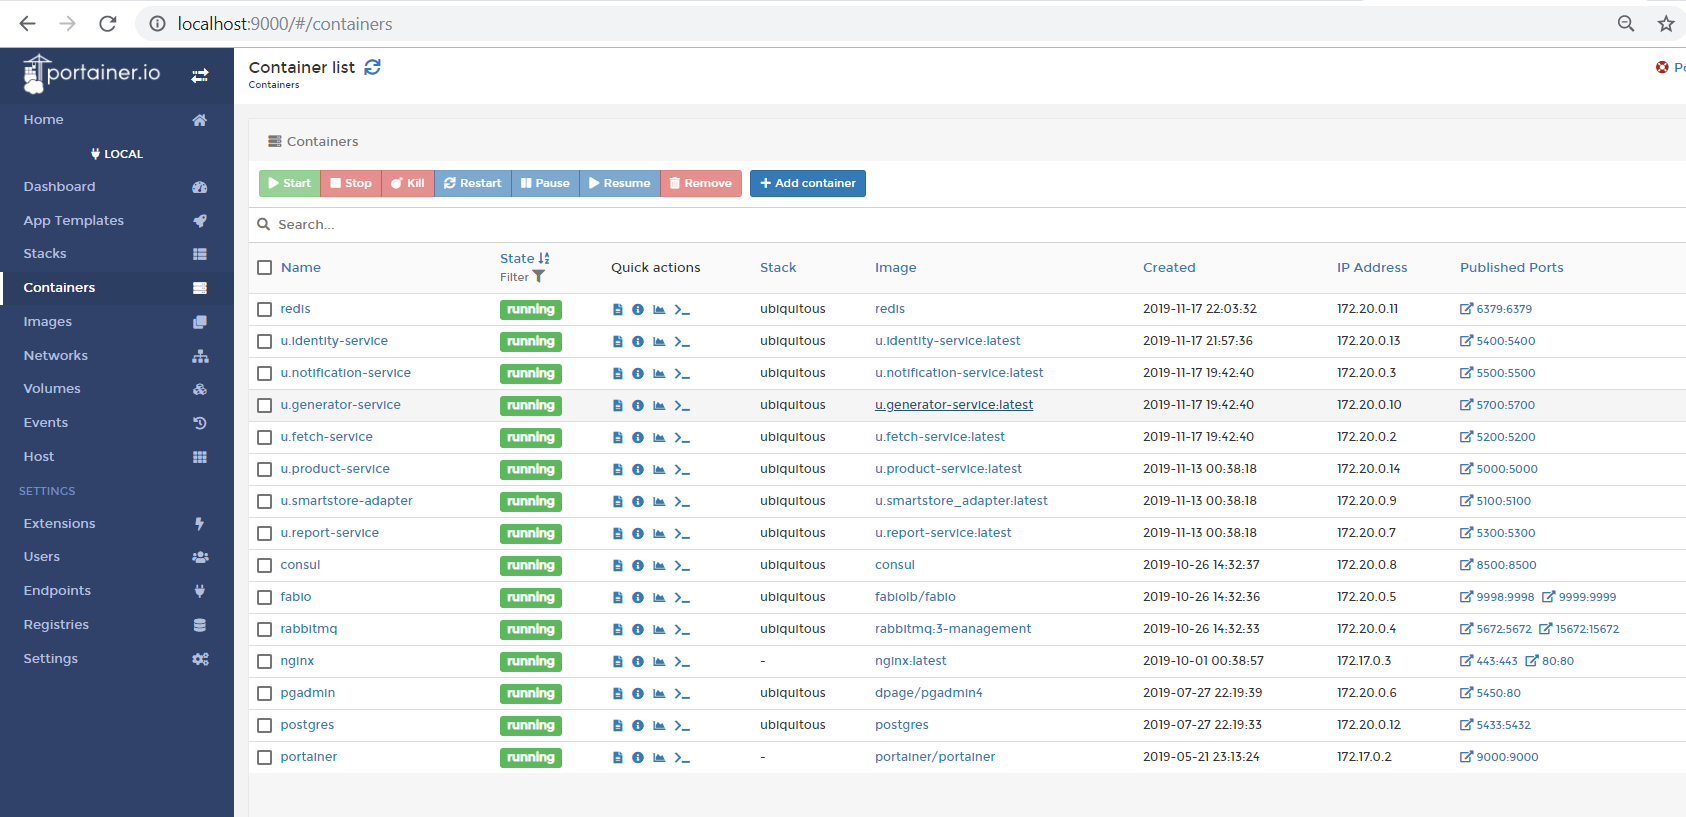 localhost:9000/#/containers
portainer.io
Container list
Containers
Po
Home
LOCAL
Dashboard
App Templates
Stacks
Containers
Images
Networks
Volumes
Events
Host
SETTINGS
Extensions
Users
Endpoints
Registries
Settings
Containers
Start Stop Kill Restart Pause Resume Remove + Add container
Search...
Name State Filter Quick actions Stack Image Created IP Address Published Ports
redis running ubiquitous redis 2019-11-17 22:03:32 172.20.0.11 6379:6379
u.identity-service running ubiquitous u.identity-service:latest 2019-11-17 21:57:36 172.20.0.13 5400:5400
u.notification-service running ubiquitous u.notification-service:latest 2019-11-17 19:42:40 172.20.0.3 5500:5500
u.generator-service running ubiquitous u.generator-service:latest 2019-11-17 19:42:40 172.20.0.10 5700:5700
u.fetch-service running ubiquitous u.fetch-service:latest 2019-11-17 19:42:40 172.20.0.2 5200:5200
u.product-service running ubiquitous u.product-service:latest 2019-11-13 00:38:18 172.20.0.14 5000:5000
u.smartstore-adapter running ubiquitous u.smartstore_adapter:latest 2019-11-13 00:38:18 172.20.0.9 5100:5100
u.report-service running ubiquitous u.report-service:latest 2019-11-13 00:38:18 172.20.0.7 5300:5300
consul running ubiquitous consul 2019-10-26 14:32:37 172.20.0.8 8500:8500
fabio running ubiquitous fabiolb/fabio 2019-10-26 14:32:36 172.20.0.5 9998:9998 9999:9999
rabbitmq running ubiquitous rabbitmq:3-management 2019-10-26 14:32:33 172.20.0.4 5672:5672 15672:15672
nginx running - nginx:latest 2019-10-01 00:38:57 172.17.0.3 443:443 80:80
pgadmin running ubiquitous dpage/pgadmin4 2019-07-27 22:19:39 172.20.0.6 5450:80
postgres running ubiquitous postgres 2019-07-27 22:19:33 172.20.0.12 5433:5432
portainer running - portainer/portainer 2019-05-21 23:13:24 172.17.0.2 9000:9000